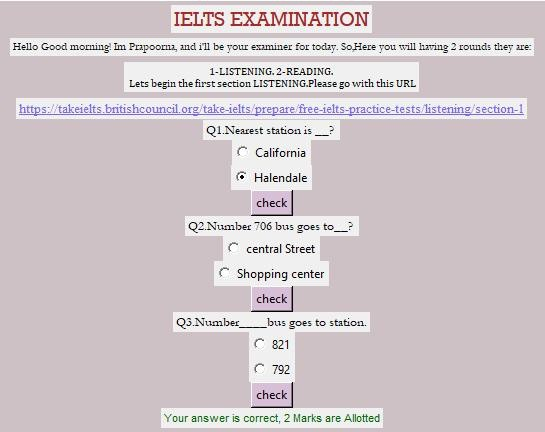 IELTS EXAMINATION
Hello Good morning! Im Prapoorna, and i'll be your examiner for today. So,Here you will having 2 rounds they are:
1-LISTENING. 2-READING.
Lets begin the first section LISTENING.Please go with this URL
https://takeielts.britishcouncil.org/take-ielts/prepare/free-ielts-practice-tests/listening/section-1
Q1.Nearest station is __?
California
Halendale
check
Q2.Number 706 bus goes to__?
central Street
Shopping center
check
Q3.Number____bus goes to station.
821
792
check
Your answer is correct, 2 Marks are Allotted